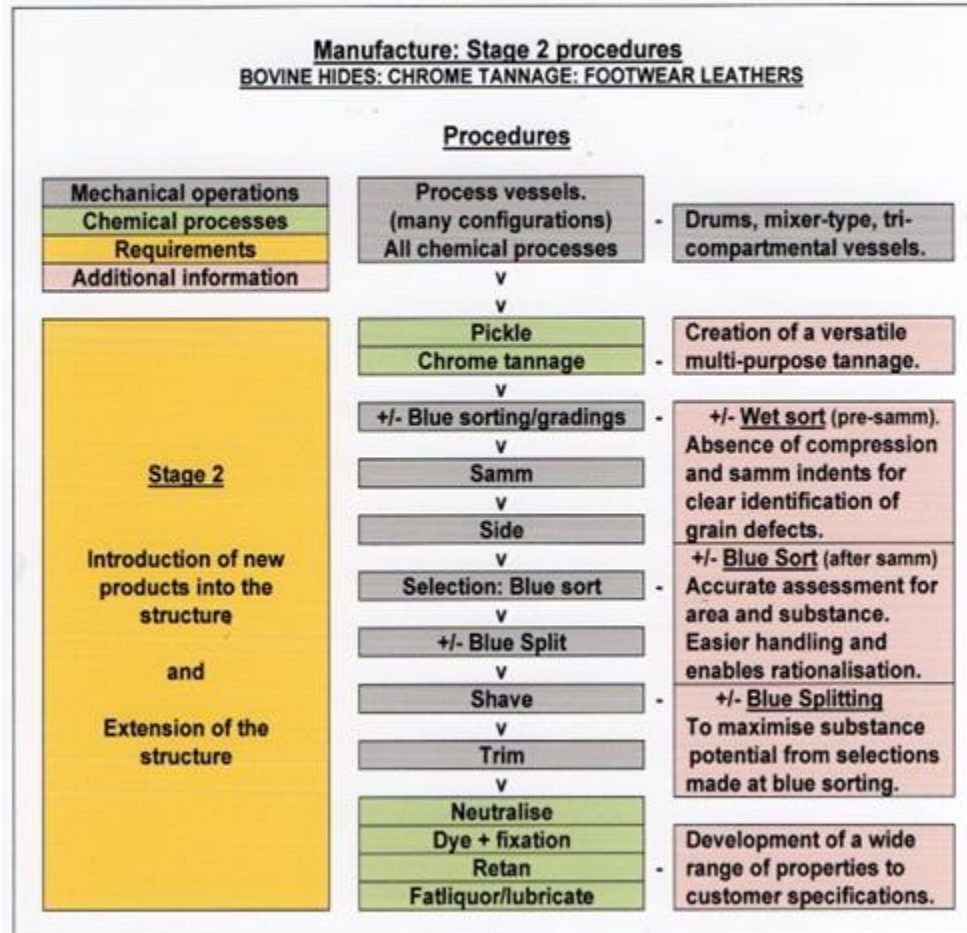 Manufacture: Stage 2 procedures
BOVINE HIDES: CHROME TANNAGE: FOOTWEAR LEATHERS
Procedures
Mechanical operations
Chemical processes
Requirements
Additional information
Process vessels.
(many configurations)
All chemical processes
-
Drums, mixer-type, tri-
compartmental vessels.
v
v
Stage 2
Introduction of new
products into the
structure
and
Extension of the
structure
Pickle
Chrome tannage
-
Creation of a versatile
multi-purpose tannage.
v
+/- Blue sorting/gradings
-
+/- Wet sort (pre-samm).
Absence of compression
and samm indents for
clear identification of
grain defects.
v
Samm
v
Side
v
Selection: Blue sort
-
+/- Blue Sort (after samm)
Accurate assessment for
area and substance.
Easier handling and
enables rationalisation.
v
+/- Blue Split
v
Shave
-
+/- Blue Splitting
To maximise substance
potential from selections
made at blue sorting.
v
Trim
v
Neutralise
Dye + fixation
Retan
Fatliquor/lubricate
-
Development of a wide
range of properties to
customer specifications.